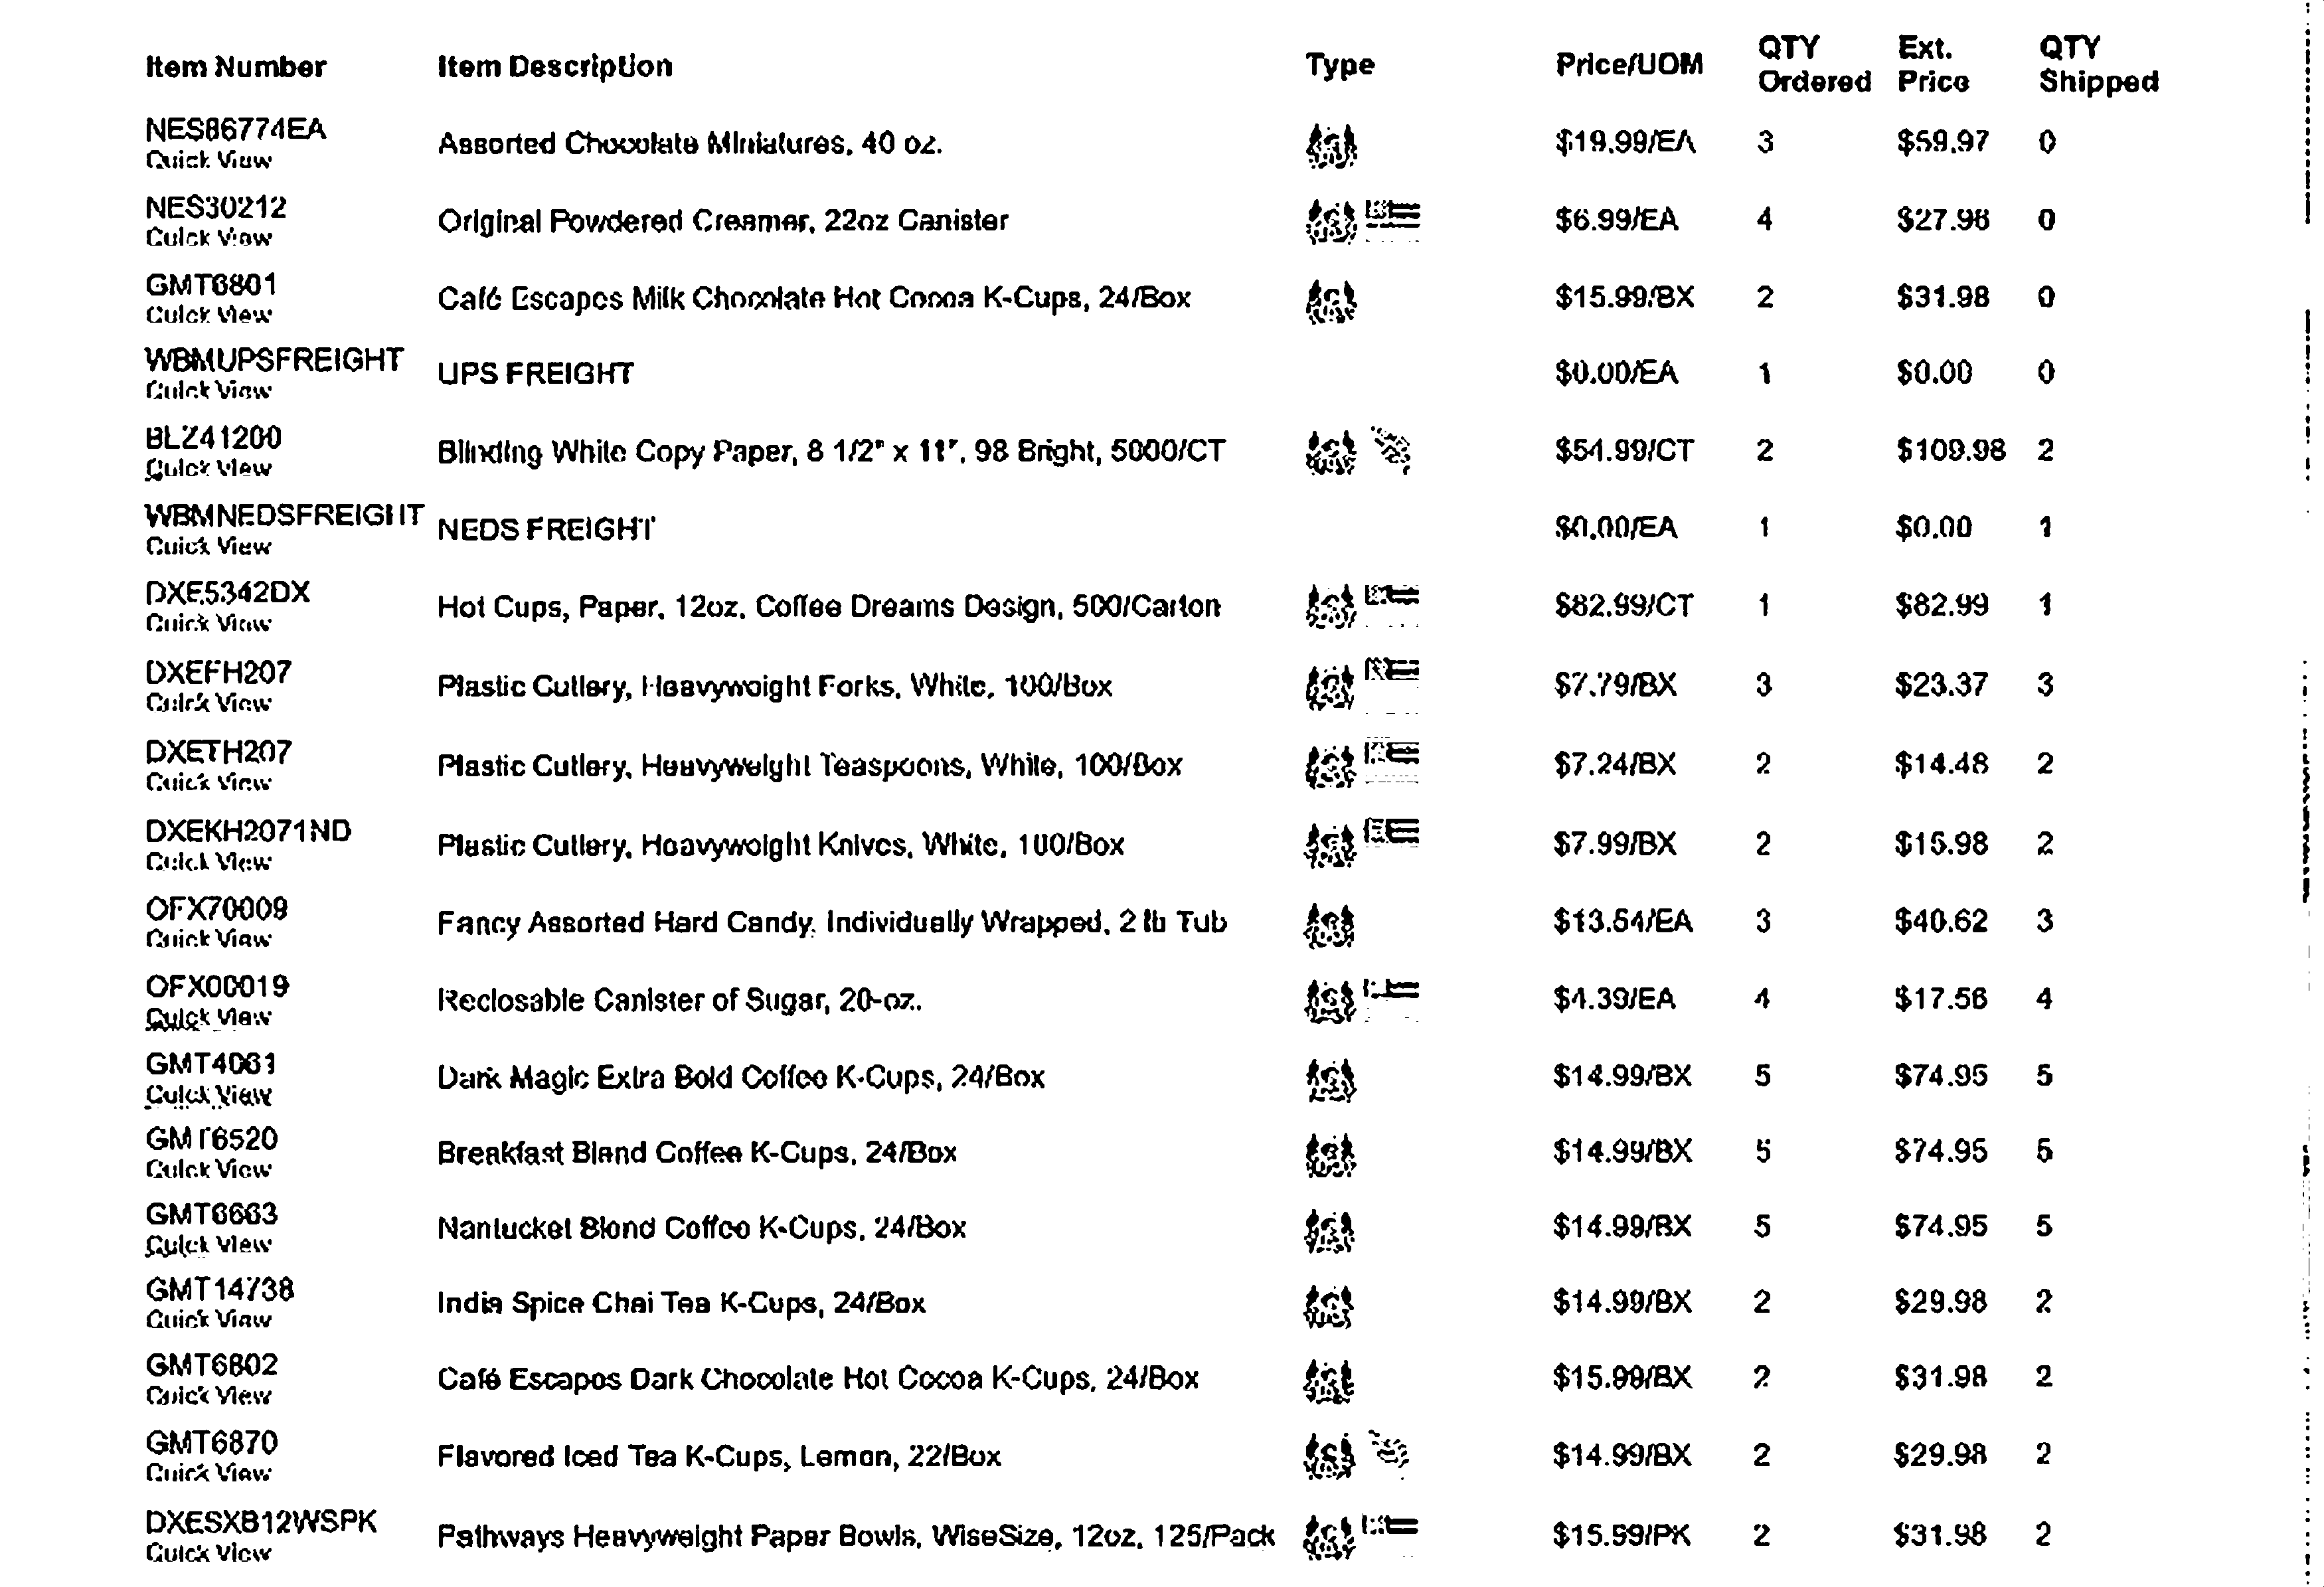 Item Number Item Description Type Price/UOM QTY Ordered Ext. Price QTY Shipped
NES86774EA Assorted Chocolate Miniatures, 40 oz. $19.99/EA 3 $59.97 0
Quick View
NES30212 Original Powdered Creamer, 22oz Canister $6.99/EA 4 $27.96 0
Quick View
GMT6801 Café Escapes Milk Chocolate Hot Cocoa K-Cups, 24/Box $15.99/BX 2 $31.98 0
Quick View
WBMUPSFREIGHT UPS FREIGHT $0.00/EA 1 $0.00 0
Quick View
BLZ41200 Blinding White Copy Paper, 8 1/2" x 11", 98 Bright, 5000/CT $54.99/CT 2 $109.98 2
Quick View
WBMNEDSFREIGHT NEDS FREIGHT $0.00/EA 1 $0.00 1
Quick View
DXE5342DX Hot Cups, Paper, 12oz, Coffee Dreams Design, 500/Carton $82.99/CT 1 $82.99 1
Quick View
DXEFH207 Plastic Cutlery, Heavyweight Forks, White, 100/Box $7.79/BX 3 $23.37 3
Quick View
DXETH207 Plastic Cutlery, Heavyweight Teaspoons, White, 100/Box $7.24/BX 2 $14.48 2
Quick View
DXEKH2071ND Plastic Cutlery, Heavyweight Knives, White, 100/Box $7.99/BX 2 $15.98 2
Quick View
OFX70009 Fancy Assorted Hard Candy, Individually Wrapped, 2 lb Tub $13.54/EA 3 $40.62 3
Quick View
OFX00019 Reclosable Canister of Sugar, 20-oz. $4.39/EA 4 $17.56 4
Quick View
GMT4061 Dark Magic Extra Bold Coffee K-Cups, 24/Box $14.99/BX 5 $74.95 5
Quick View
GMT6520 Breakfast Blend Coffee K-Cups, 24/Box $14.99/BX 5 $74.95 5
Quick View
GMT6663 Nantucket Blend Coffee K-Cups, 24/Box $14.99/BX 5 $74.95 5
Quick View
GMT14738 India Spice Chai Tea K-Cups, 24/Box $14.99/BX 2 $29.98 2
Quick View
GMT6802 Café Escapes Dark Chocolate Hot Cocoa K-Cups, 24/Box $15.99/BX 2 $31.98 2
Quick View
GMT6870 Flavored Iced Tea K-Cups, Lemon, 22/Box $14.99/BX 2 $29.98 2
Quick View
DXESXB12WSPK Pathways Heavyweight Paper Bowls, WiseSize, 12oz, 125/Pack $15.99/PK 2 $31.98 2
Quick View